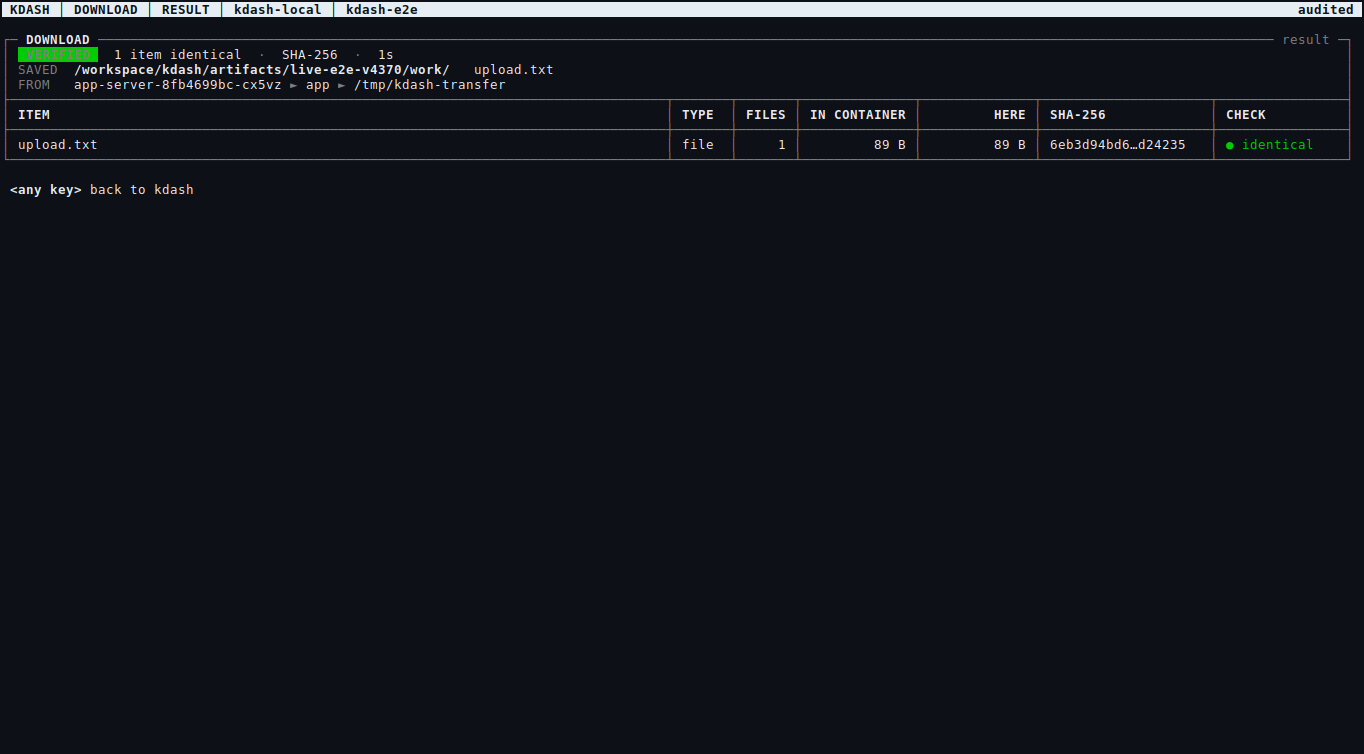 KDASH │ DOWNLOAD │ RESULT │ kdash-local │ kdash-e2e audited
DOWNLOAD result
VERIFIED 1 item identical · SHA-256 · 1s
SAVED /workspace/kdash/artifacts/live-e2e-v4370/work/ upload.txt
FROM app-server-8fb4699bc-cx5vz ► app ► /tmp/kdash-transfer
ITEM │ TYPE │ FILES │ IN CONTAINER │ HERE │ SHA-256 │ CHECK
upload.txt │ file │ 1 │ 89 B │ 89 B │ 6eb3d94bd6…d24235 │ ● identical
<any key> back to kdash